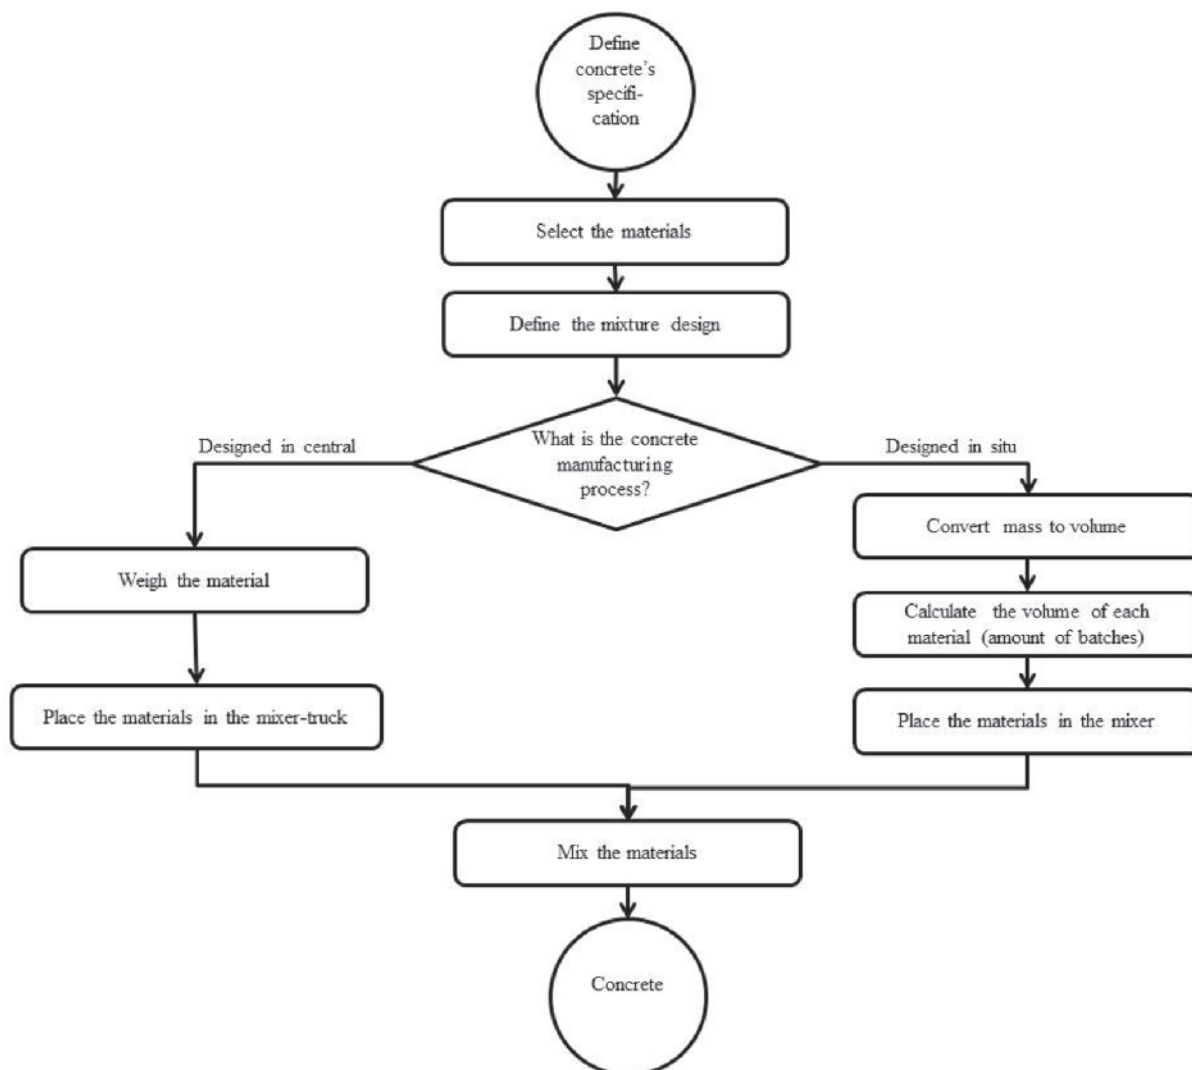 Define
concrete's
specifi-
cation
Select the materials
Define the mixture design
What is the concrete
manufacturing
process?
Designed in central
Designed in situ
Weigh the material
Place the materials in the mixer-truck
Convert mass to volume
Calculate the volume of each
material (amount of batches)
Place the materials in the mixer
Mix the materials
Concrete